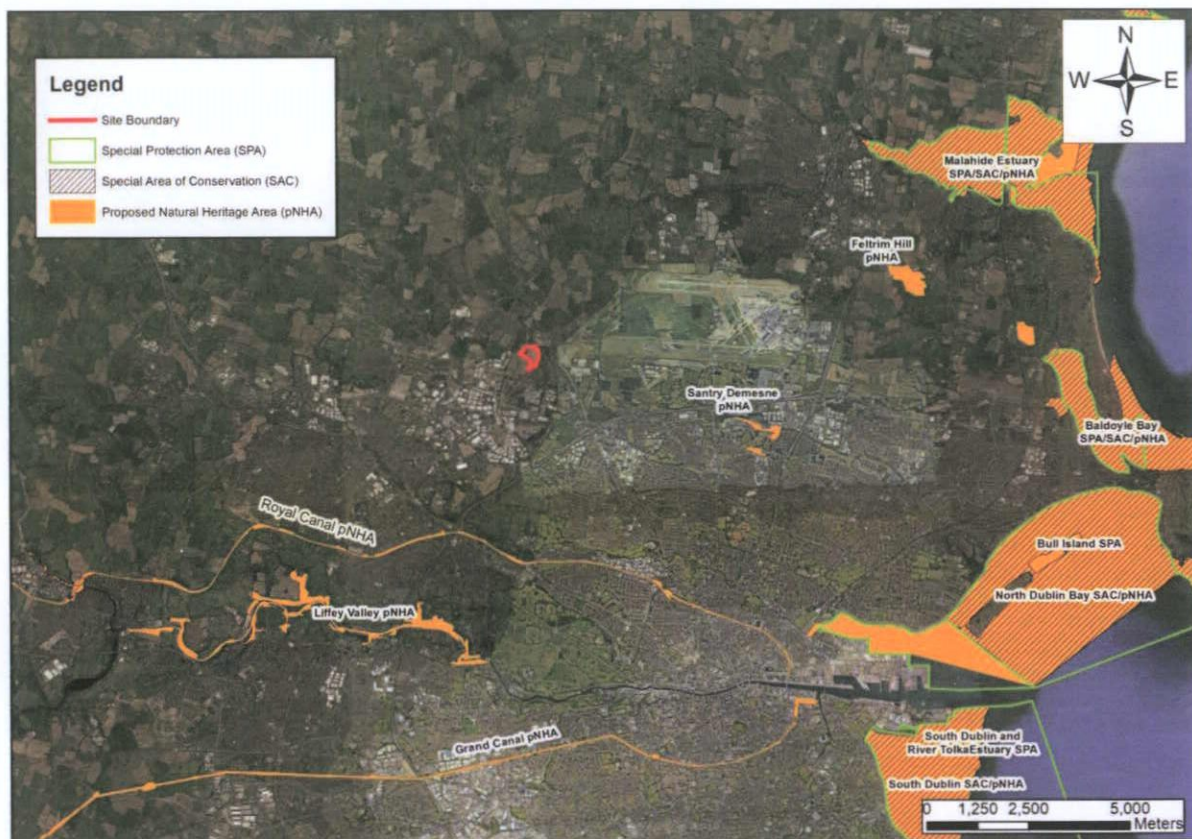 N
W E
S
Legend
Site Boundary
Special Protection Area (SPA)
Special Area of Conservation (SAC)
Proposed Natural Heritage Area (pNHA)
Malahide Estuary
SPA/SAC/pNHA
Feltrim Hill
pNHA
Santry Demesne
pNHA
Baldoyle Bay
SPA/SAC/pNHA
Royal Canal pNHA
Bull Island SPA
North Dublin Bay SAC/pNHA
Liffey Valley pNHA
Grand Canal pNHA
South Dublin and
River TolkaEstuary SPA
South Dublin SAC/pNHA
0 1,250 2,500 5,000
Meters